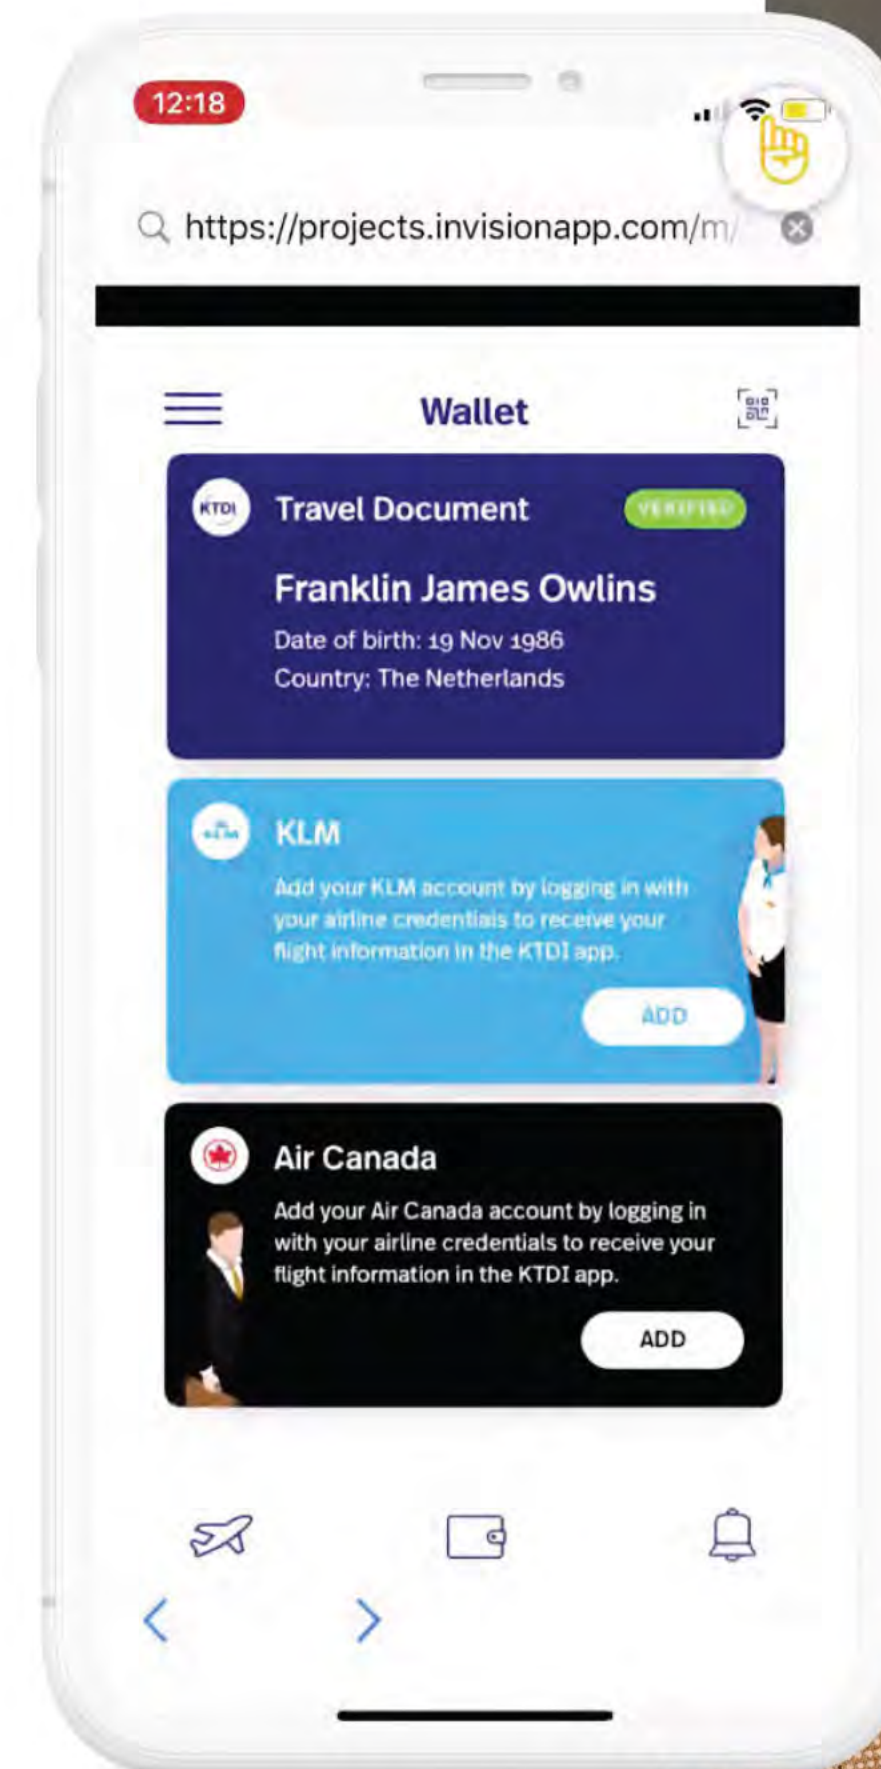 12:18
https://projects.invisionapp.com/m/
Wallet
KTDI
Travel Document
VERIFIED
Franklin James Owlins
Date of birth: 19 Nov 1986
Country: The Netherlands
KLM
KLM
Add your KLM account by logging in with
your airline credentials to receive your
flight information in the KTDI app.
ADD
Air Canada
Add your Air Canada account by logging in
with your airline credentials to receive your
flight information in the KTDI app.
ADD